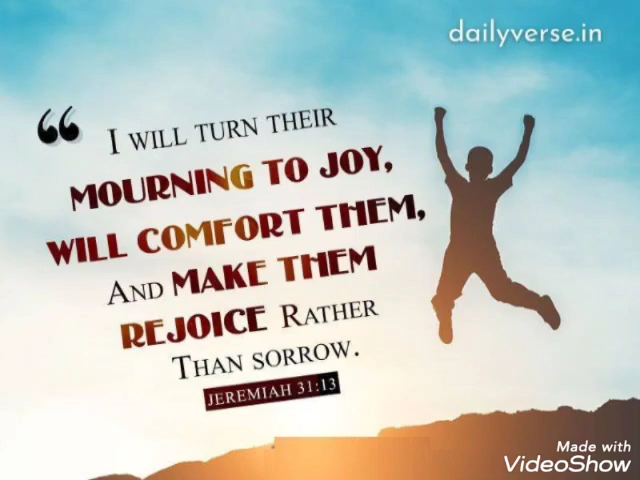 dailyverse.in
“ I WILL TURN THEIR
MOURNING TO JOY,
WILL COMFORT THEM,
AND MAKE THEM
REJOICE RATHER
THAN SORROW.
JEREMIAH 31:13
Made with
VideoShow